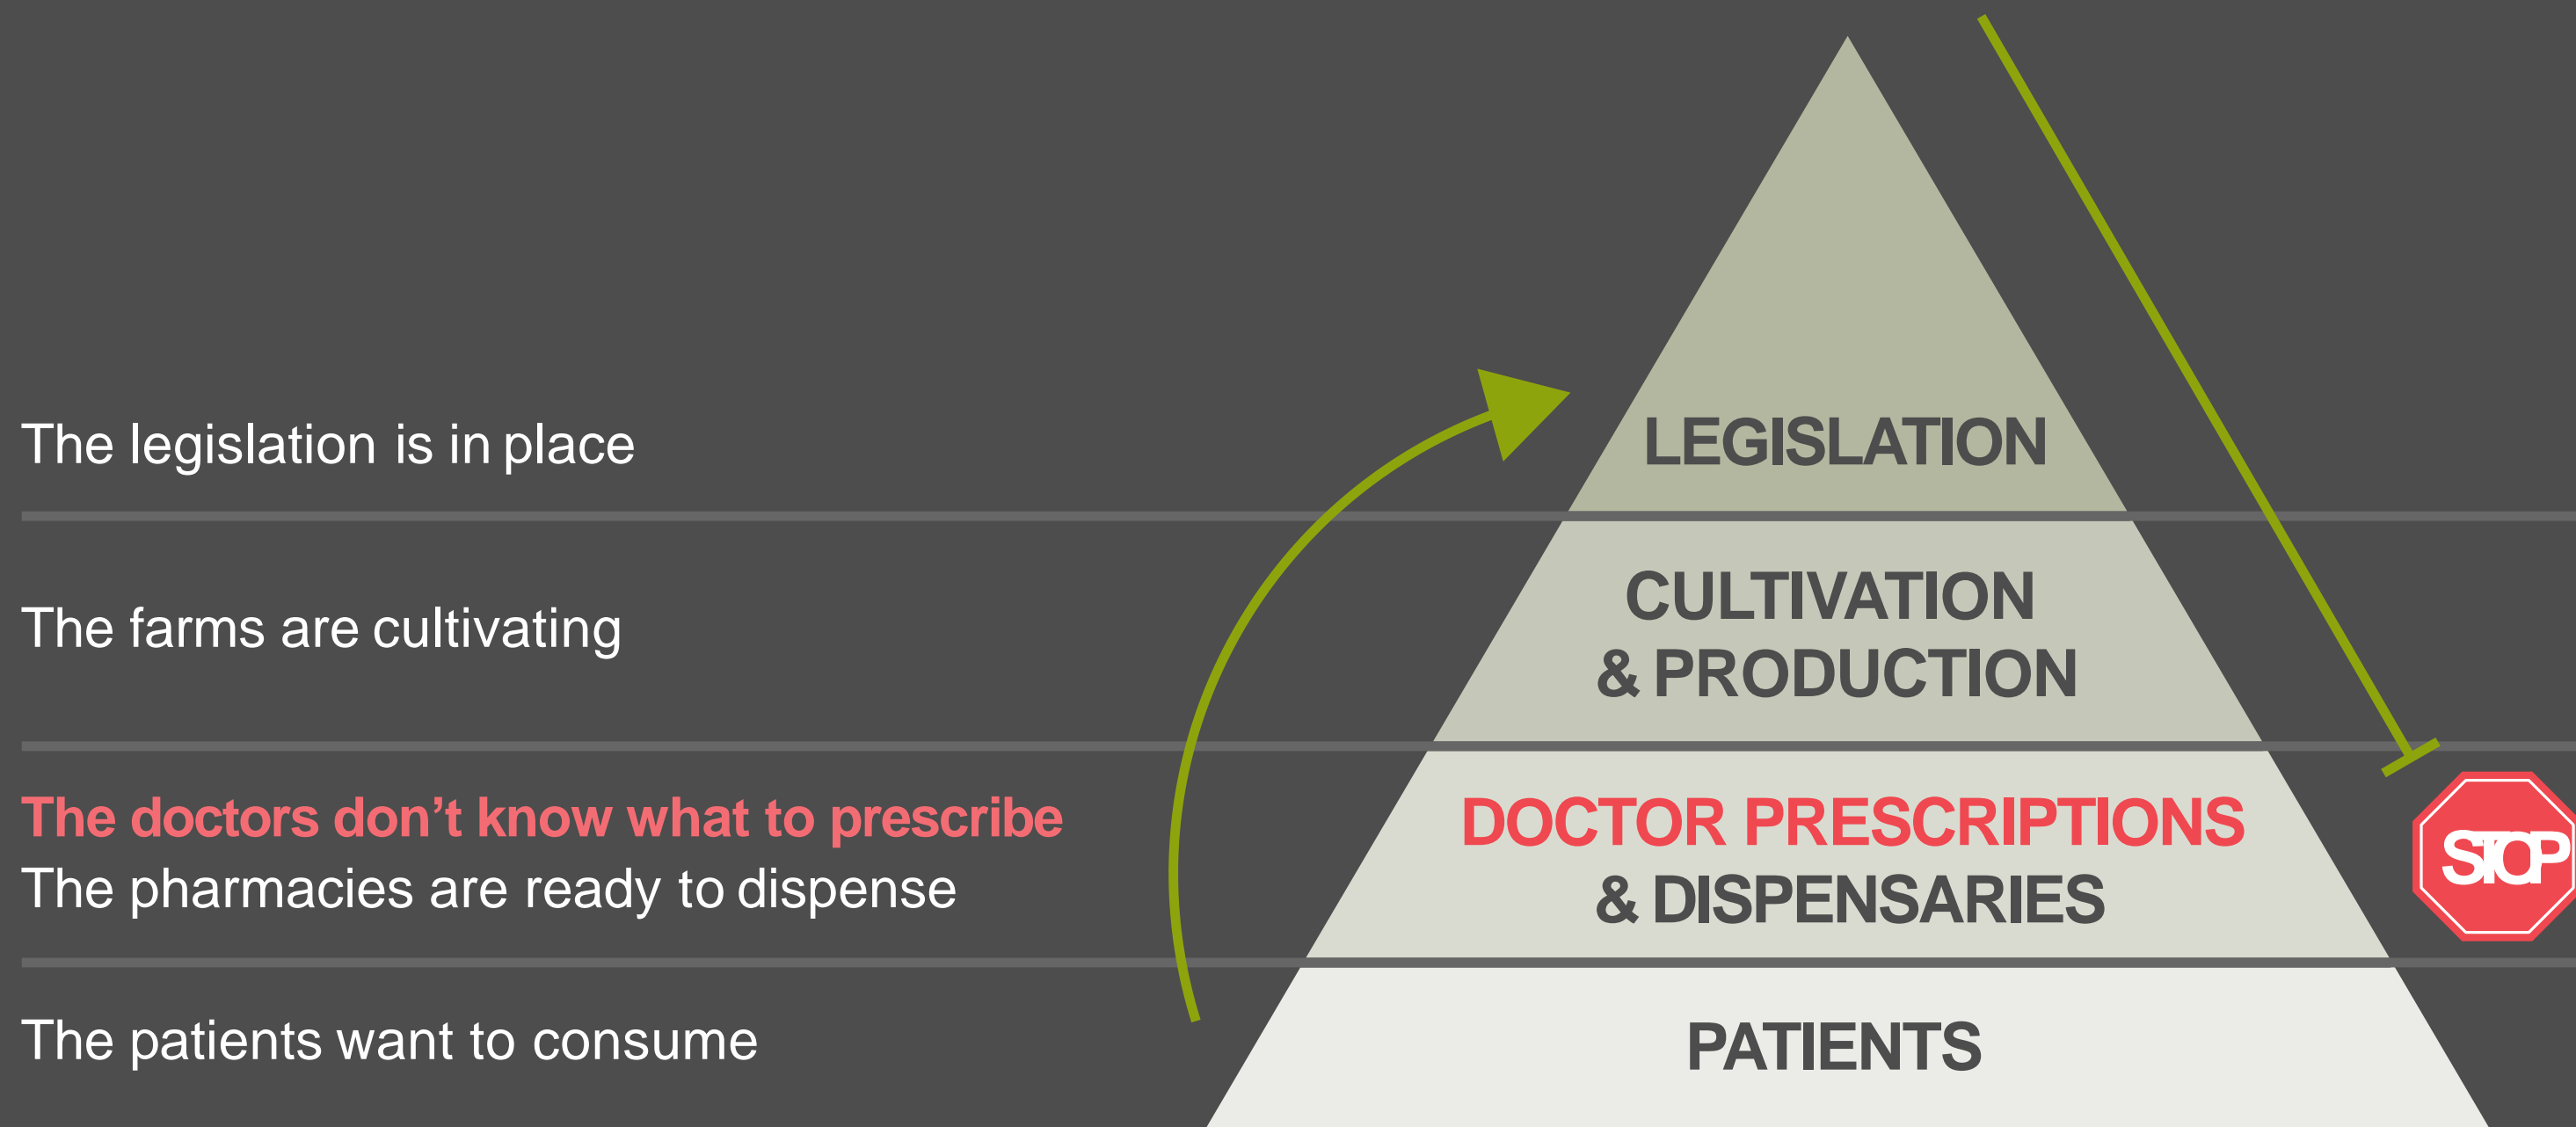 The legislation is in place
LEGISLATION
The farms are cultivating
CULTIVATION
& PRODUCTION
The doctors don’t know what to prescribe
The pharmacies are ready to dispense
DOCTOR PRESCRIPTIONS
& DISPENSARIES
STOP
The patients want to consume
PATIENTS